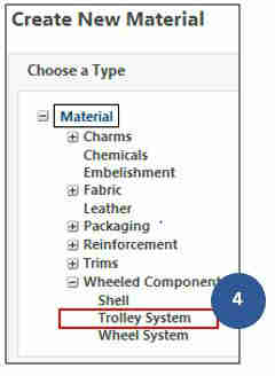 Create New Material
Choose a Type
Material
Charms
Chemicals
Embelishment
Fabric
Leather
Packaging
Reinforcement
Trims
Wheeled Component
Shell
4
Trolley System
Wheel System